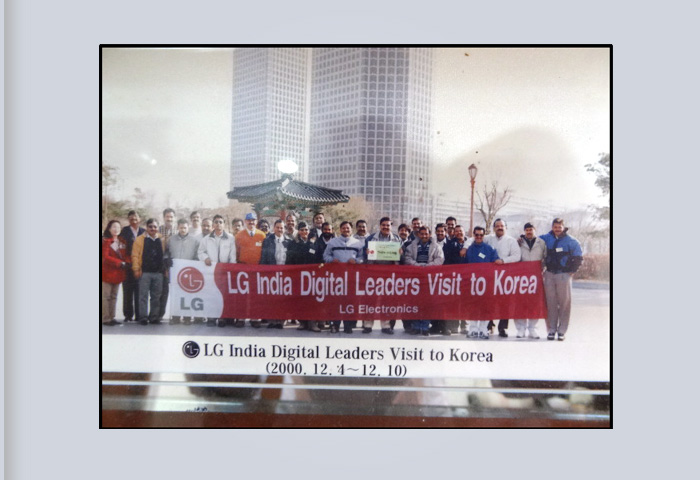 LG India Digital Leaders Visit to Korea
LG
LG Electronics
LG India Digital Leaders Visit to Korea
(2000. 12. 4~12. 10)